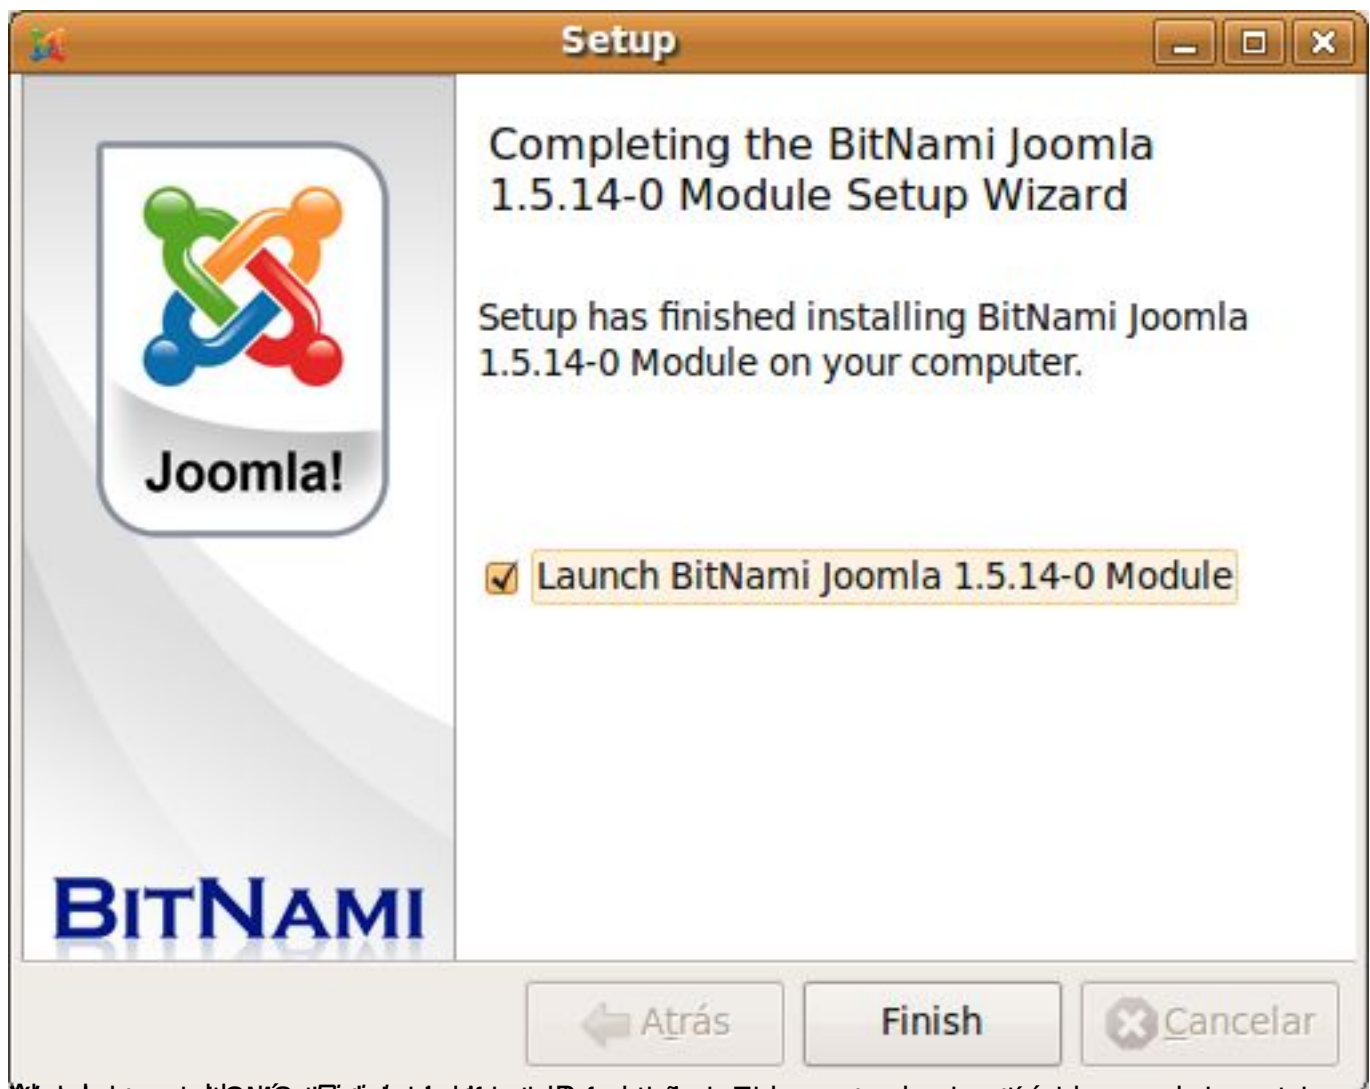 Setup
Joomla!
BITNAMI
Completing the BitNami Joomla
1.5.14-0 Module Setup Wizard
Setup has finished installing BitNami Joomla
1.5.14-0 Module on your computer.
Launch BitNami Joomla 1.5.14-0 Module
Atrás
Finish
Cancelar